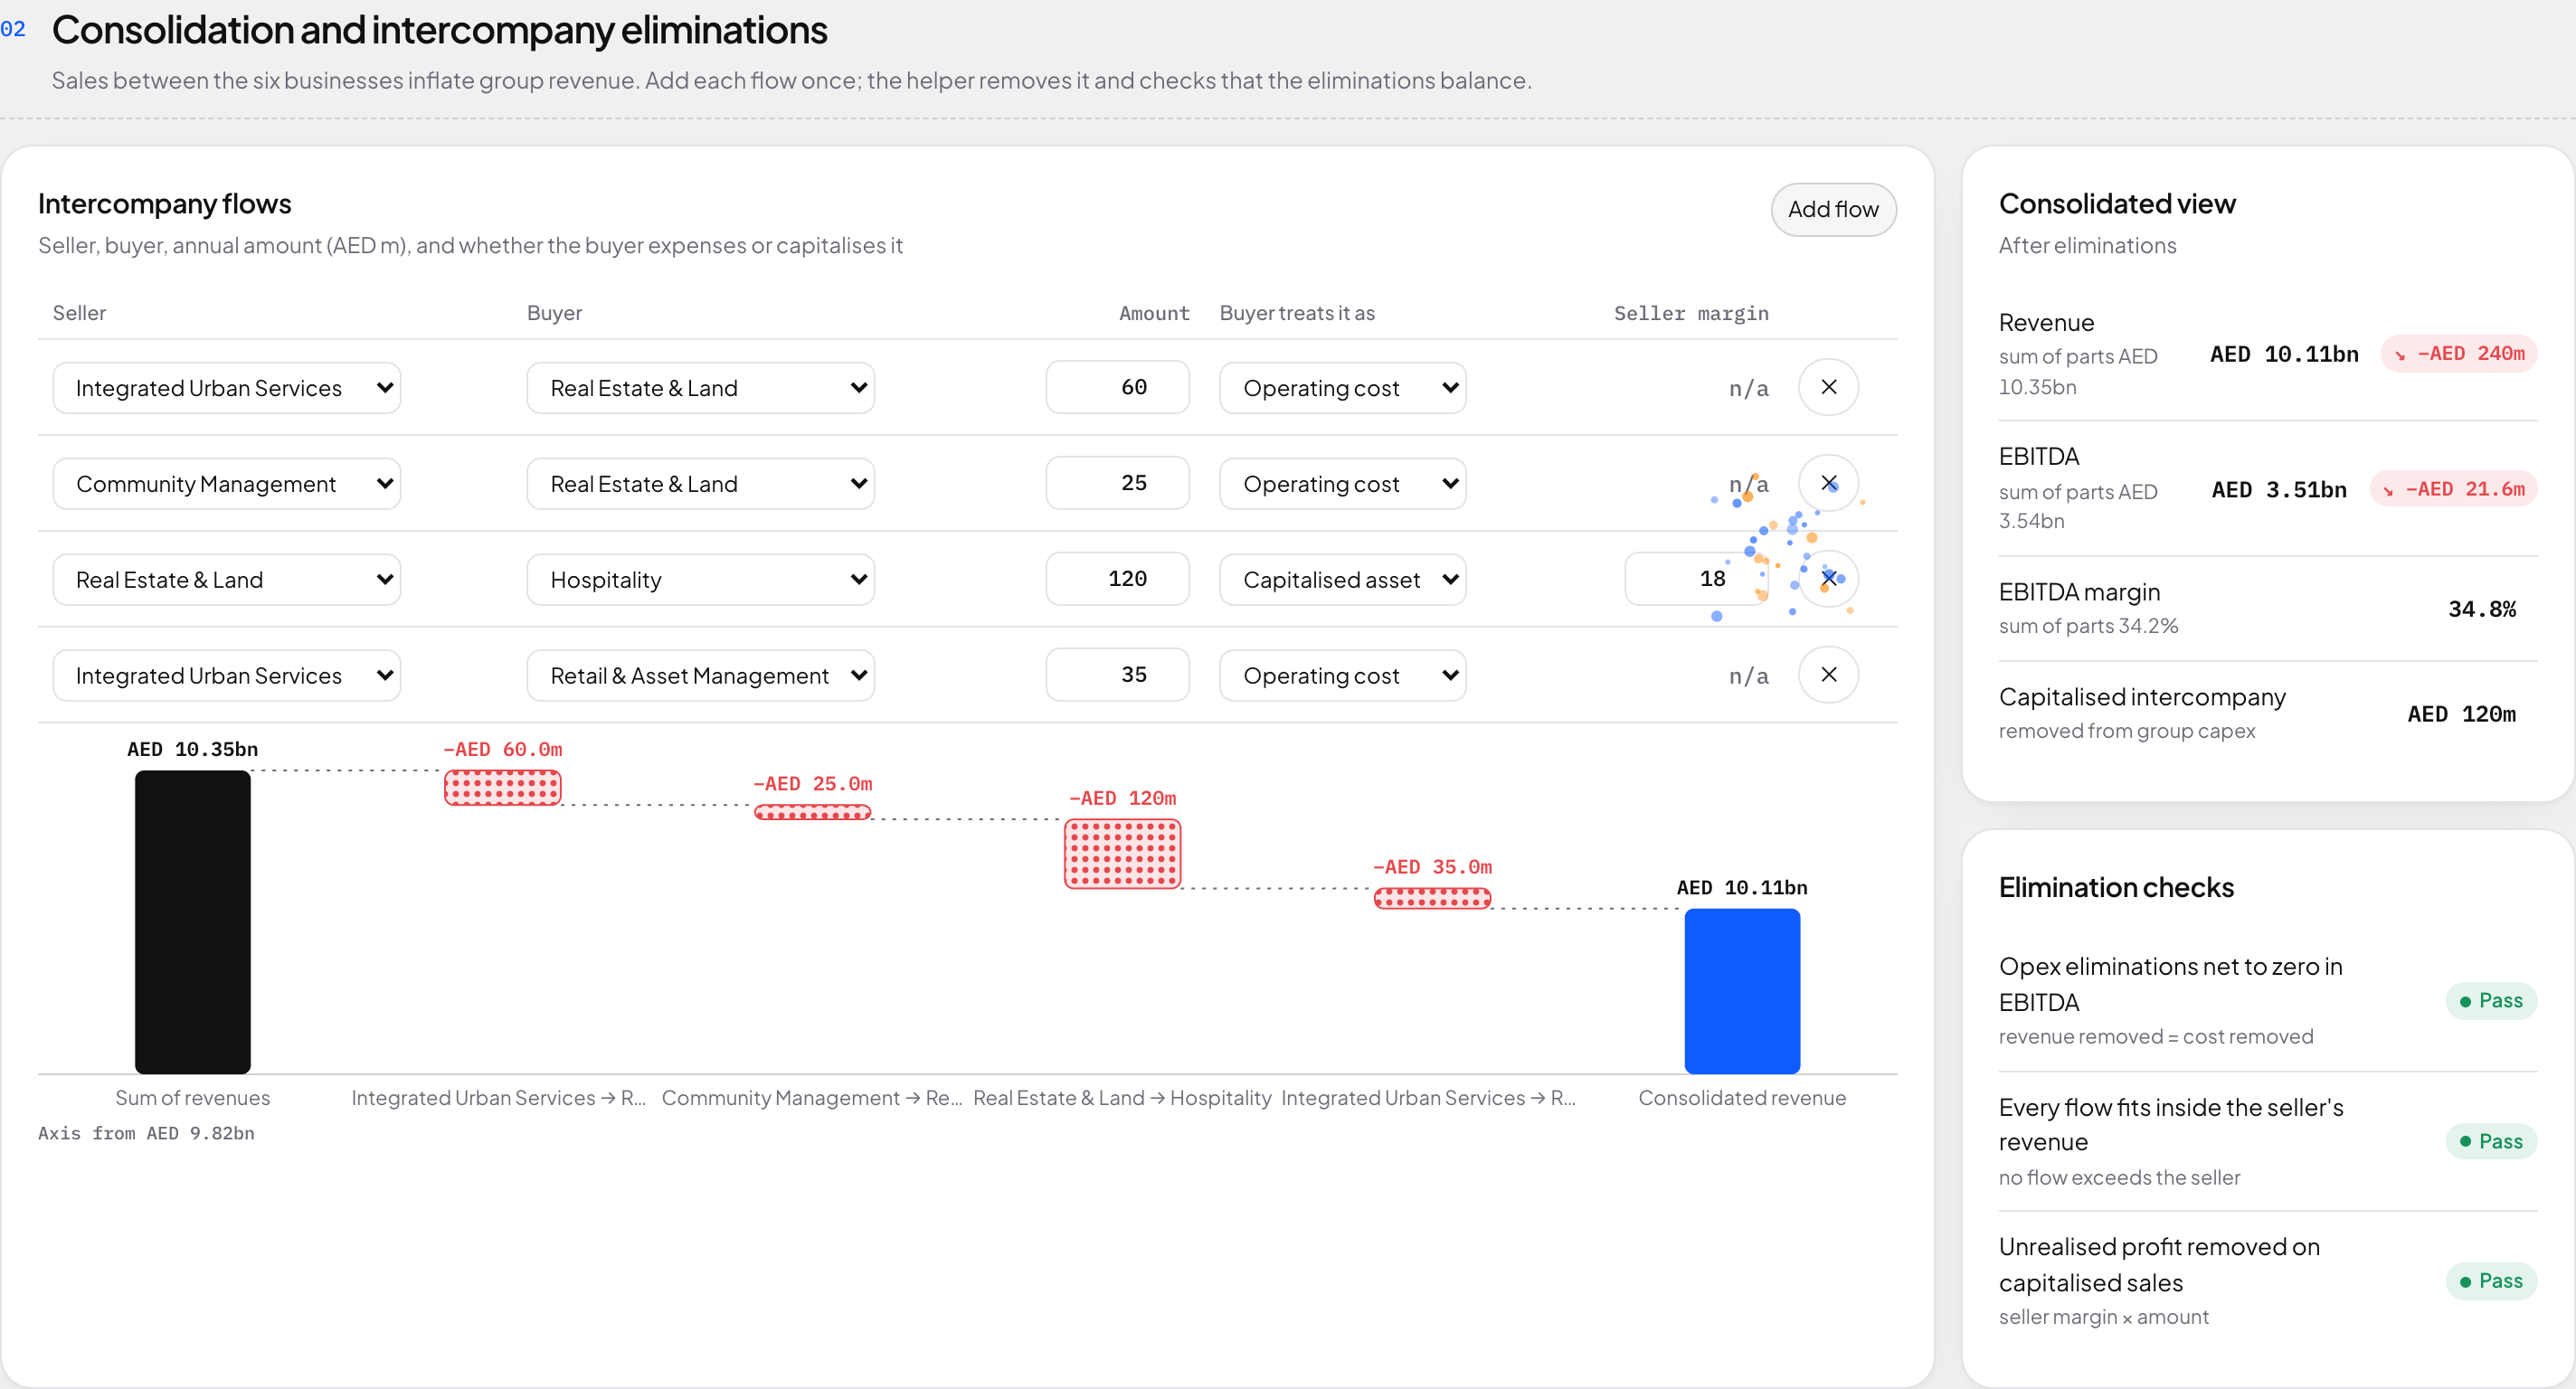 02 Consolidation and intercompany eliminations
Sales between the six businesses inflate group revenue. Add each flow once; the helper removes it and checks that the eliminations balance.
Intercompany flows
Add flow
Seller, buyer, annual amount (AED m), and whether the buyer expenses or capitalises it
Seller Buyer Amount Buyer treats it as Seller margin
Integrated Urban Services Real Estate & Land 60 Operating cost n/a ×
Community Management Real Estate & Land 25 Operating cost n/a ×
Real Estate & Land Hospitality 120 Capitalised asset 18 ×
Integrated Urban Services Retail & Asset Management 35 Operating cost n/a ×
AED 10.35bn −AED 60.0m −AED 25.0m −AED 120m −AED 35.0m AED 10.11bn
Sum of revenues Integrated Urban Services → R... Community Management → Re... Real Estate & Land → Hospitality Integrated Urban Services → R... Consolidated revenue
Axis from AED 9.82bn
Consolidated view
After eliminations
Revenue
sum of parts AED
10.35bn
AED 10.11bn ↘ −AED 240m
EBITDA
sum of parts AED
3.54bn
AED 3.51bn ↘ −AED 21.6m
EBITDA margin
sum of parts 34.2%
34.8%
Capitalised intercompany
removed from group capex
AED 120m
Elimination checks
Opex eliminations net to zero in
EBITDA
revenue removed = cost removed
Pass
Every flow fits inside the seller's
revenue
no flow exceeds the seller
Pass
Unrealised profit removed on
capitalised sales
seller margin × amount
Pass